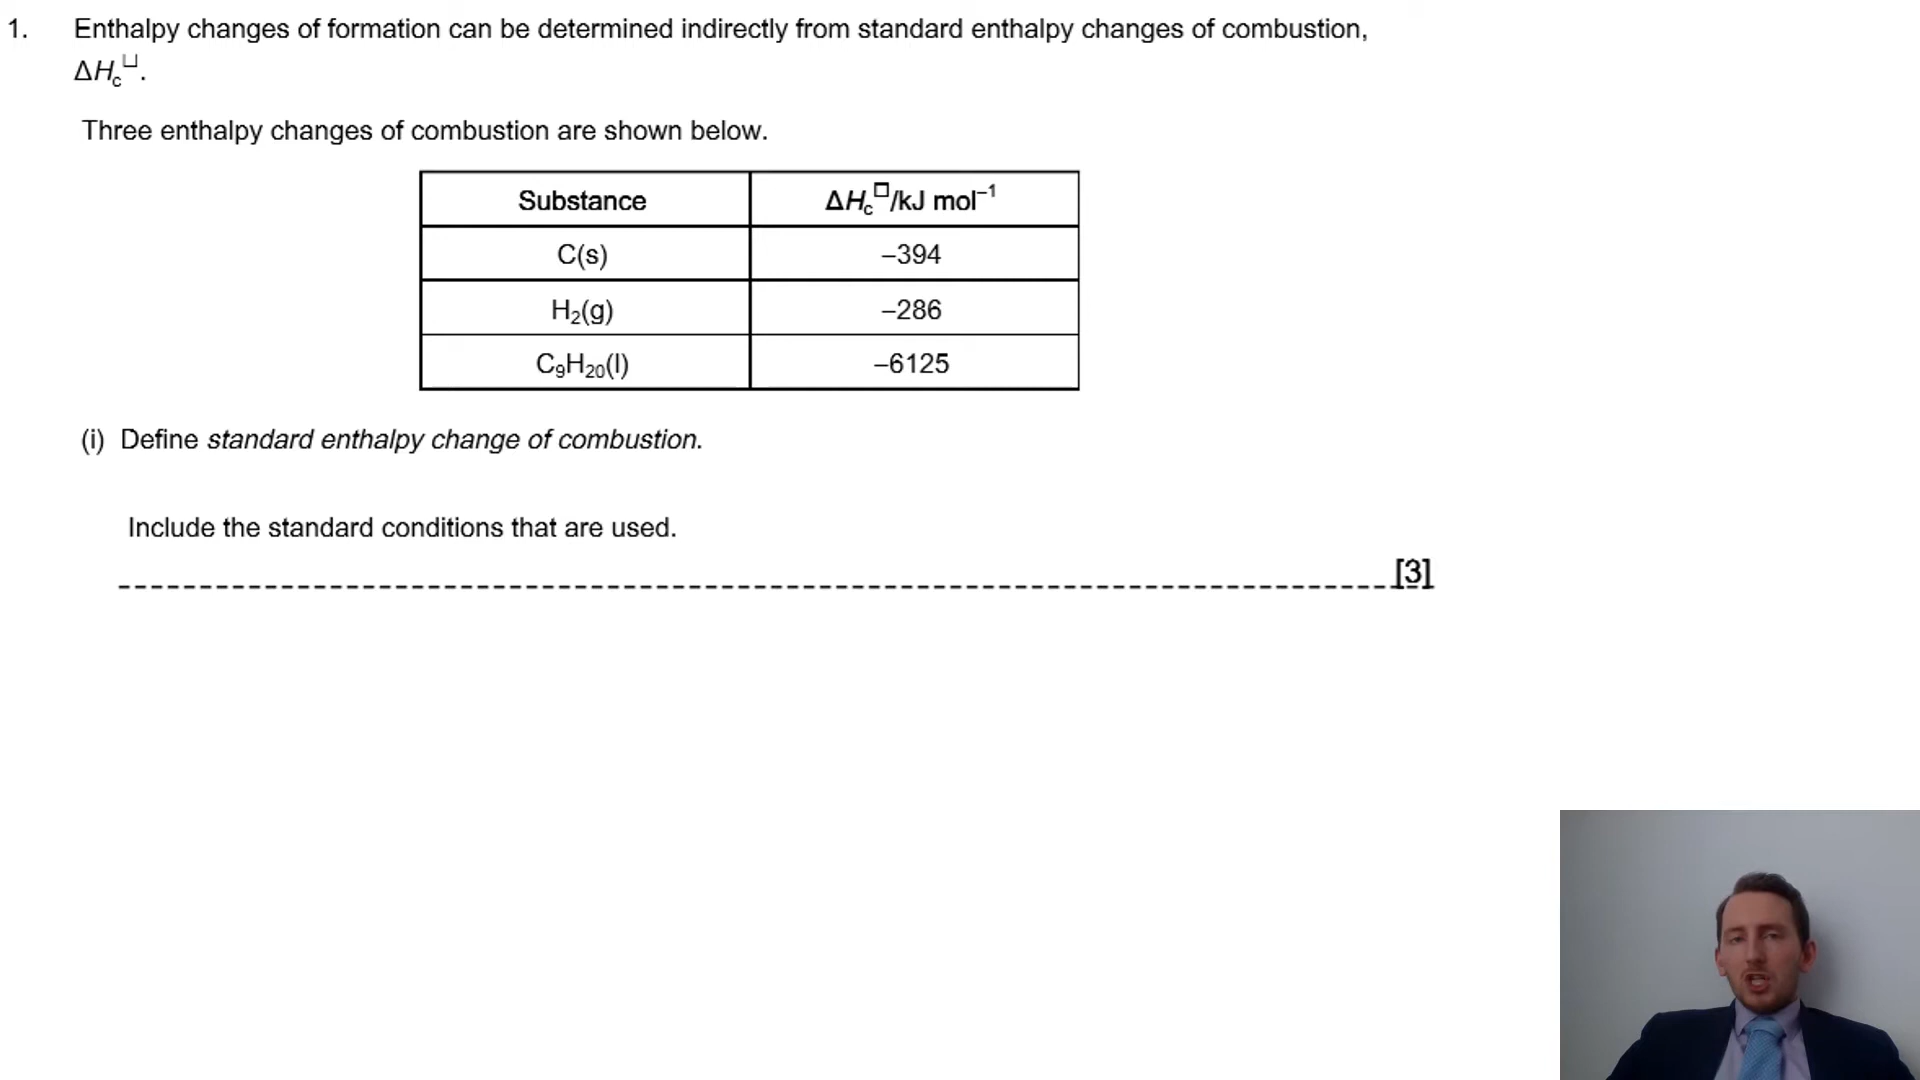 1. Enthalpy changes of formation can be determined indirectly from standard enthalpy changes of combustion,
ΔHc⊔.
Three enthalpy changes of combustion are shown below.
Substance ΔHc□/kJ mol⁻¹
C(s) –394
H₂(g) –286
C₉H₂₀(l) –6125
(i) Define standard enthalpy change of combustion.
Include the standard conditions that are used.
[3]